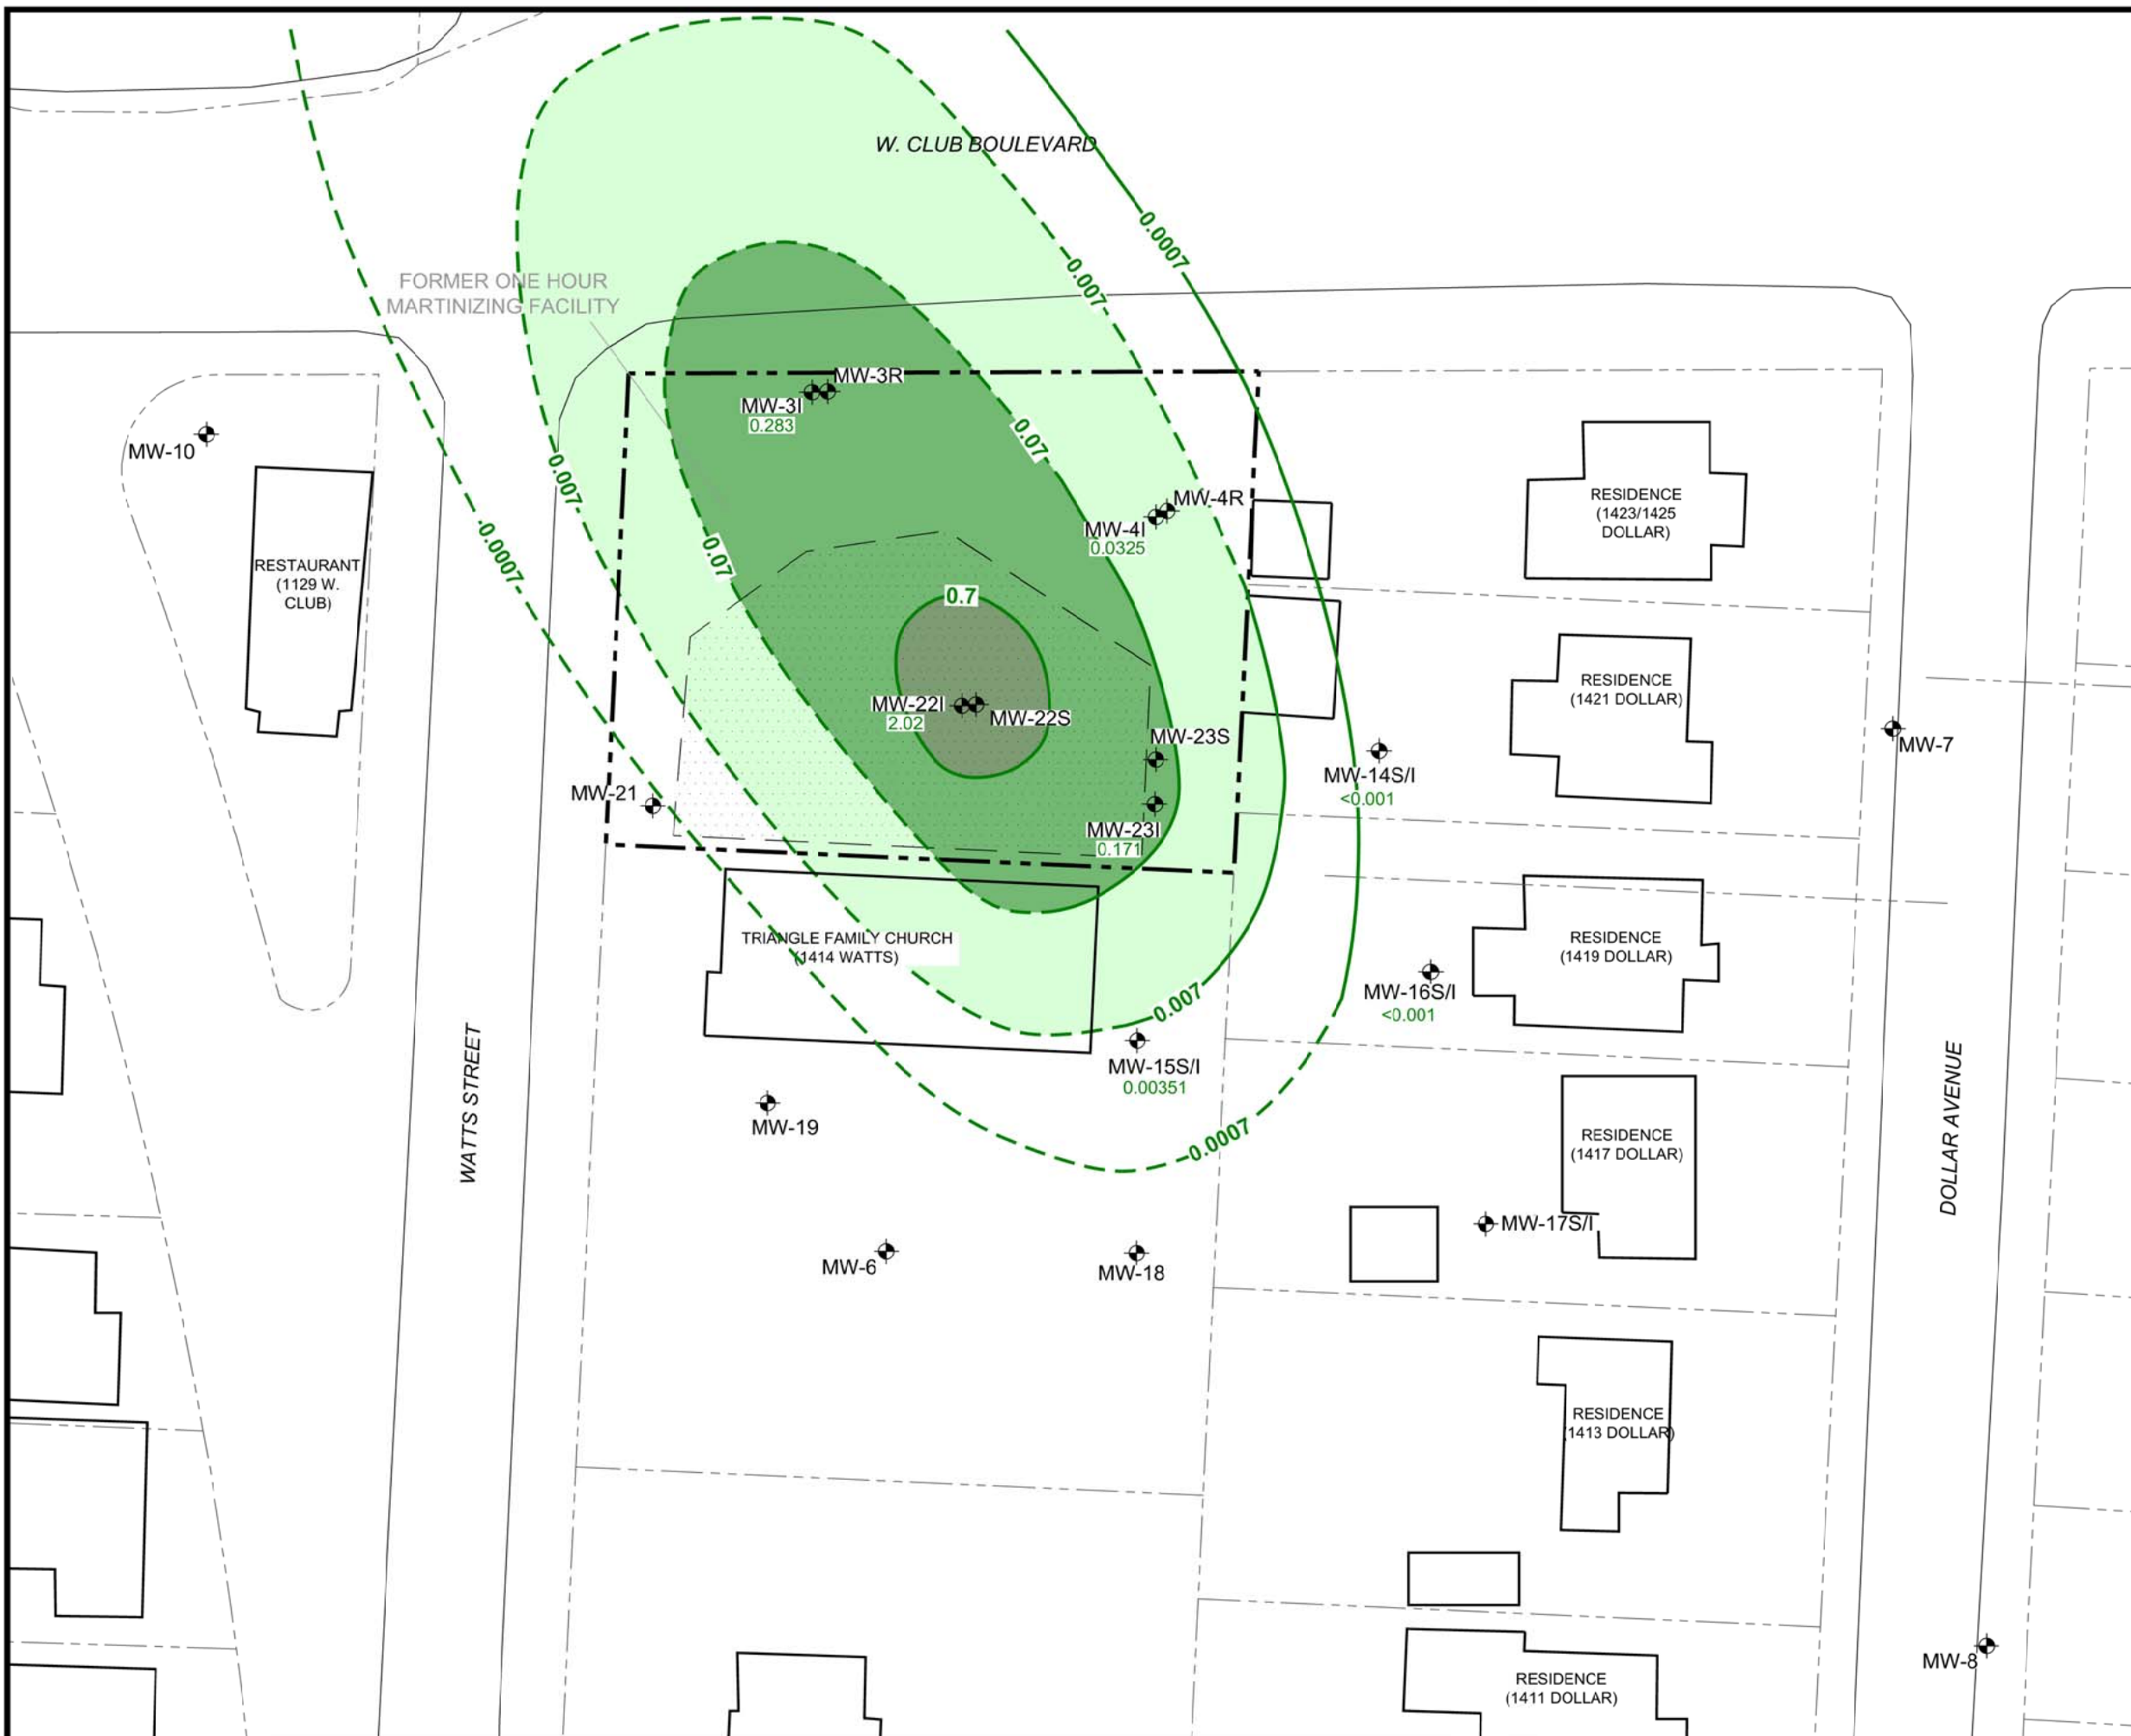 W. CLUB BOULEVARD
0.0007
0.007
FORMER ONE HOUR
MARTINIZING FACILITY
MW-3R
MW-3I
0.283
0.07
MW-10
0.007
MW-4R
MW-4I
0.0325
RESIDENCE
(1423/1425
DOLLAR)
0.0007
0.07
RESTAURANT
(1129 W.
CLUB)
0.7
RESIDENCE
(1421 DOLLAR)
MW-22I
2.02
MW-22S
MW-23S
MW-7
MW-14S/I
<0.001
MW-21
MW-23I
0.171
TRIANGLE FAMILY CHURCH
(1414 WATTS)
RESIDENCE
(1419 DOLLAR)
0.007
MW-16S/I
<0.001
MW-15S/I
0.00351
WATTS STREET
DOLLAR AVENUE
MW-19
0.0007
RESIDENCE
(1417 DOLLAR)
MW-17S/I
MW-6
MW-18
RESIDENCE
(1413 DOLLAR)
MW-8
RESIDENCE
(1411 DOLLAR)